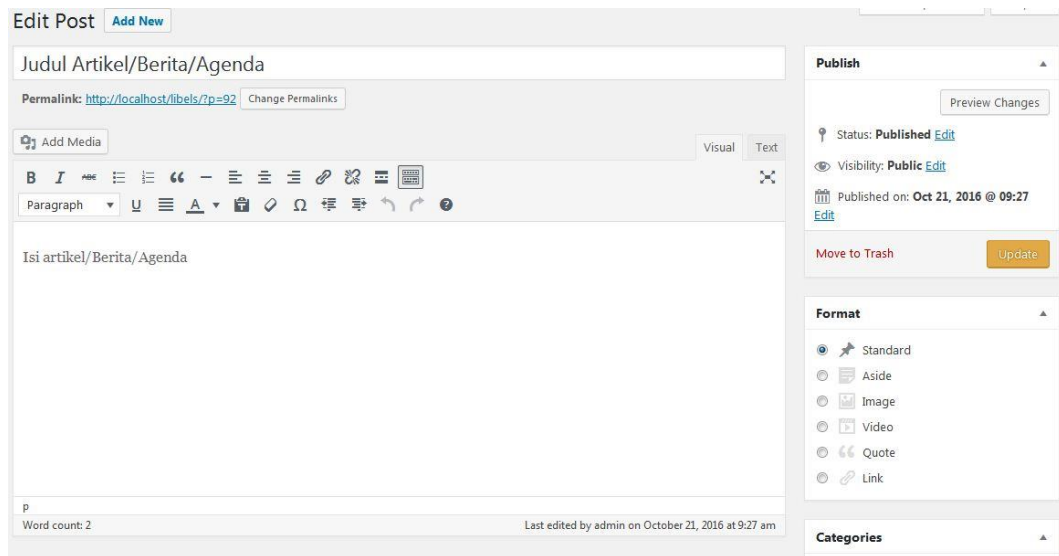 Edit Post Add New
Judul Artikel/Berita/Agenda
Permalink: http://localhost/libels/?p=92 Change Permalinks
Add Media
Visual Text
B I ABC
Paragraph U A Ω
Isi artikel/Berita/Agenda
p
Word count: 2 Last edited by admin on October 21, 2016 at 9:27 am
Publish
Preview Changes
Status: Published Edit
Visibility: Public Edit
Published on: Oct 21, 2016 @ 09:27
Edit
Move to Trash Update
Format
Standard
Aside
Image
Video
Quote
Link
Categories